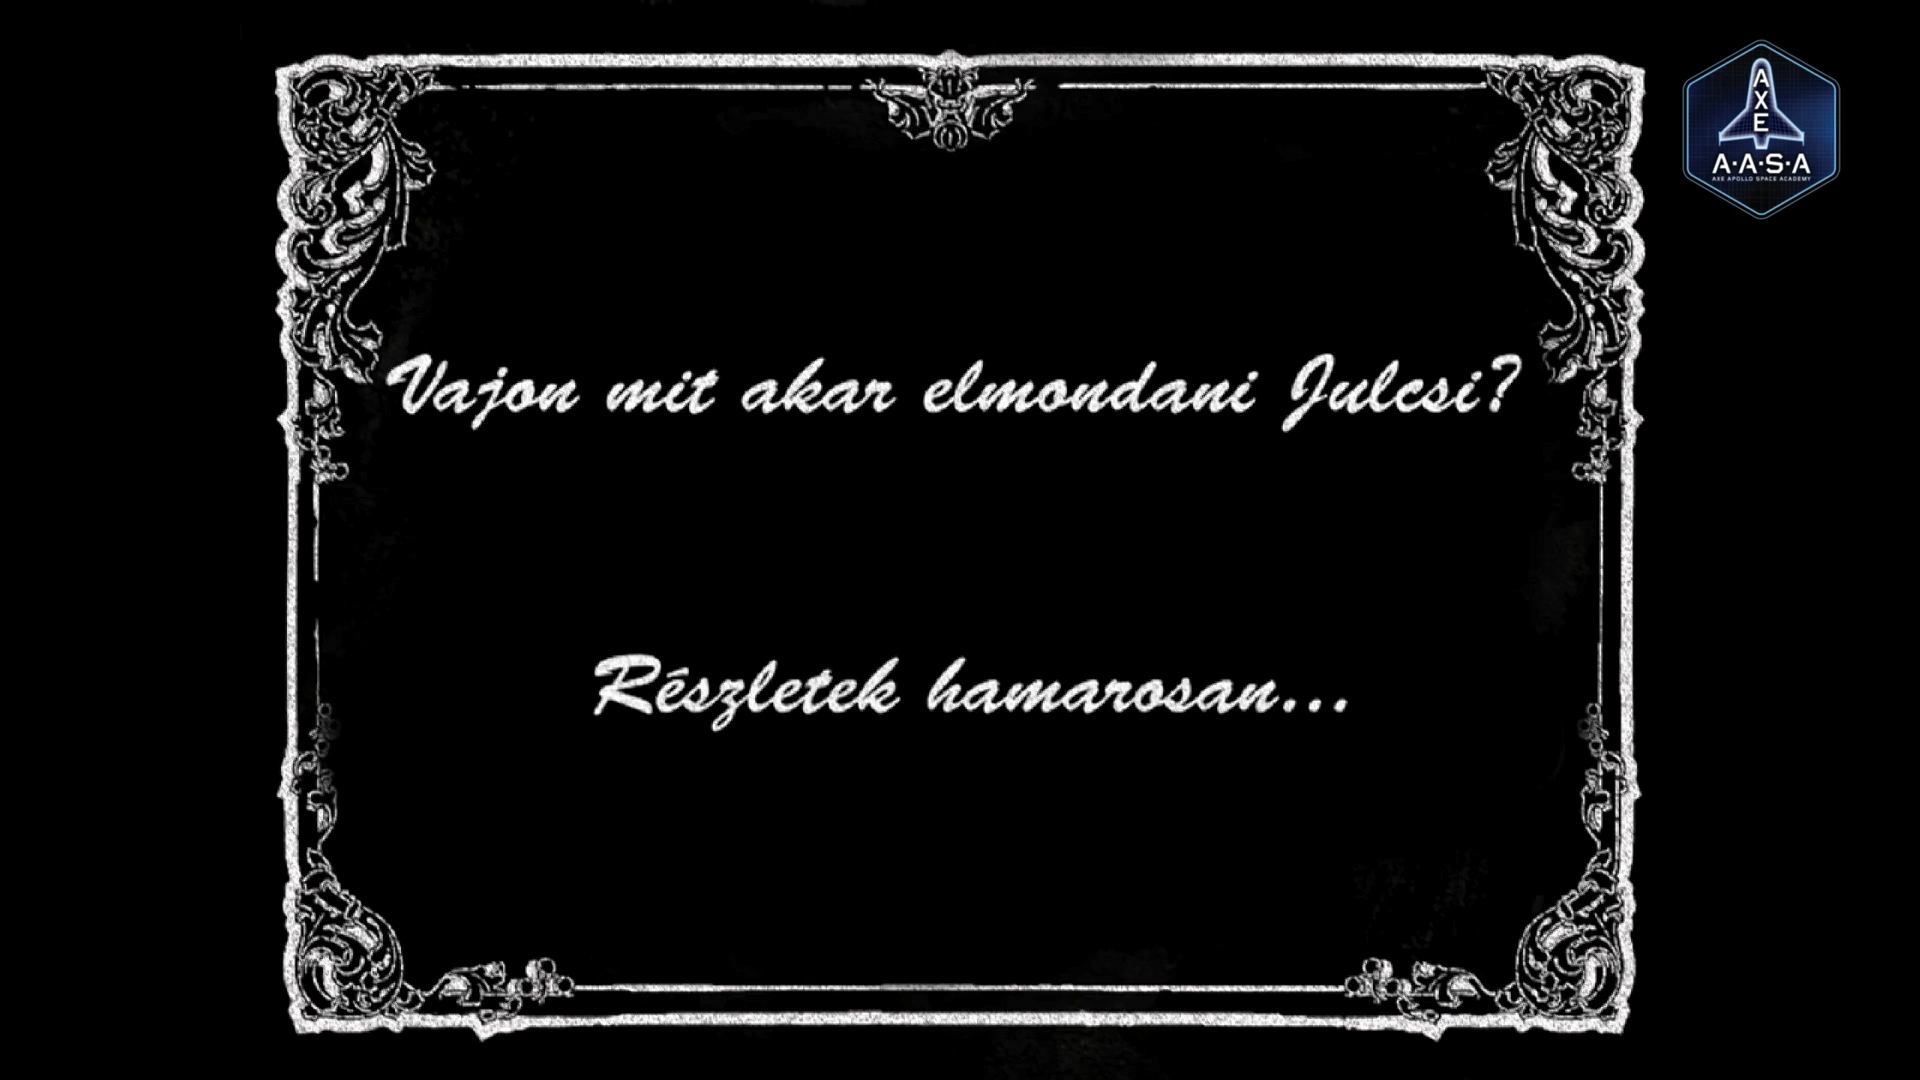 Vajon mit akar elmondani Julcsi?
Részletek hamarosan...
AXE
A·A·S·A
AXE APOLLO SPACE ACADEMY